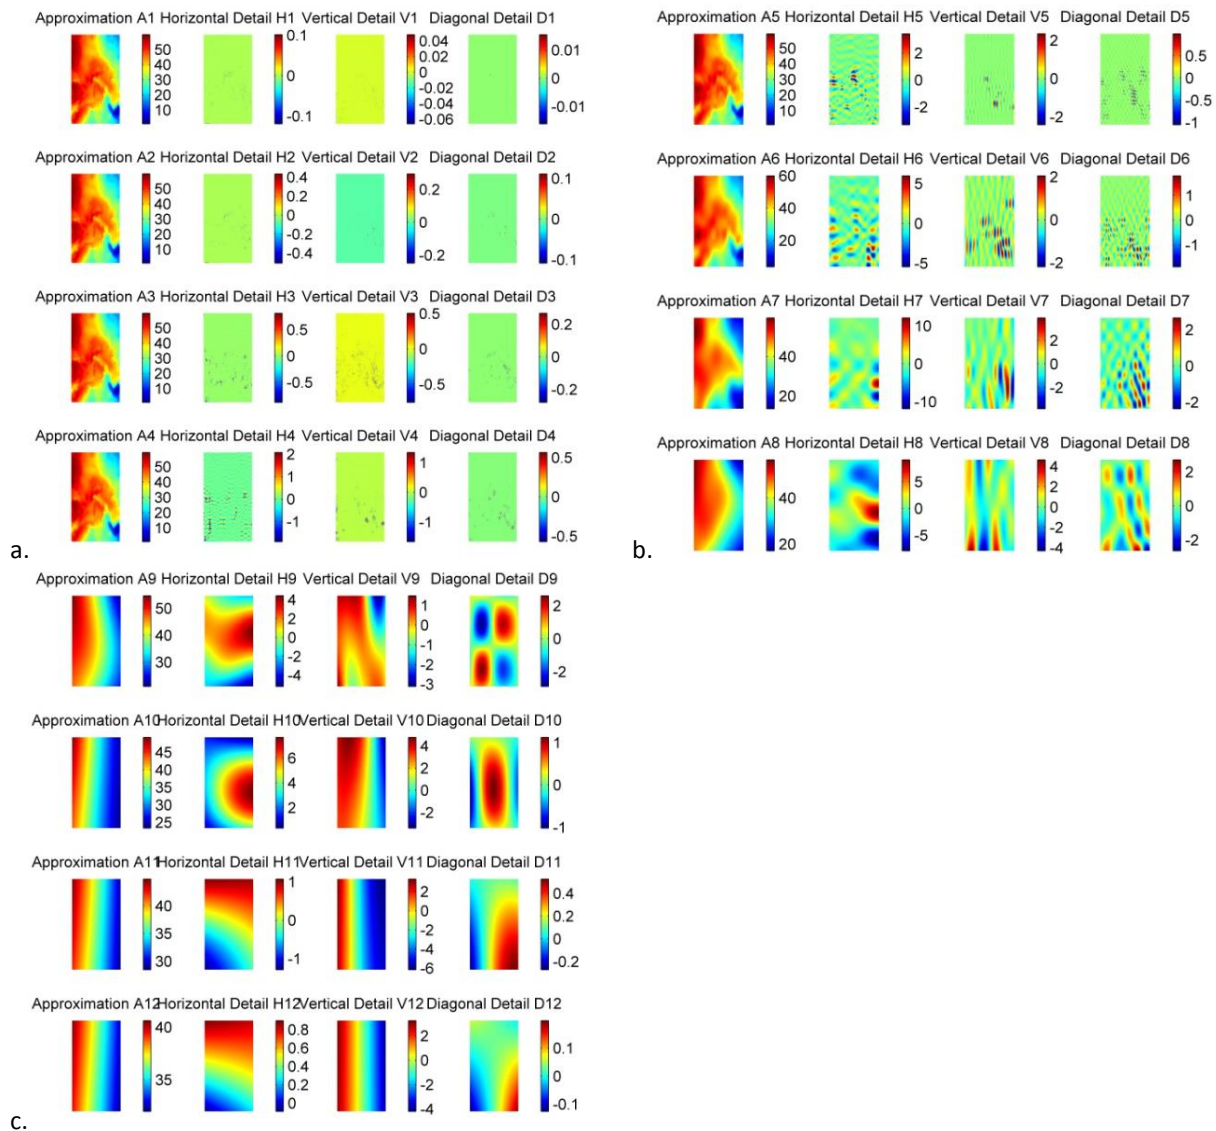 Approximation A1 Horizontal Detail H1 Vertical Detail V1 Diagonal Detail D1
50 40 30 20 10
0.1 0 -0.1
0.04 0.02 0 -0.02 -0.04 -0.06
0.01 0 -0.01
Approximation A2 Horizontal Detail H2 Vertical Detail V2 Diagonal Detail D2
50 40 30 20 10
0.4 0.2 0 -0.2 -0.4
0.2 0 -0.2
0.1 0 -0.1
Approximation A3 Horizontal Detail H3 Vertical Detail V3 Diagonal Detail D3
50 40 30 20 10
0.5 0 -0.5
0.5 0 -0.5
0.2 0 -0.2
Approximation A4 Horizontal Detail H4 Vertical Detail V4 Diagonal Detail D4
50 40 30 20 10
2 1 0 -1
1 0 -1
0.5 0 -0.5
a.
Approximation A5 Horizontal Detail H5 Vertical Detail V5 Diagonal Detail D5
50 40 30 20 10
2 0 -2
2 0 -2
0.5 0 -0.5 -1
Approximation A6 Horizontal Detail H6 Vertical Detail V6 Diagonal Detail D6
60 40 20
5 0 -5
2 0 -2
1 0 -1
Approximation A7 Horizontal Detail H7 Vertical Detail V7 Diagonal Detail D7
40 20
10 0 -10
2 0 -2
2 0 -2
Approximation A8 Horizontal Detail H8 Vertical Detail V8 Diagonal Detail D8
40 20
5 0 -5
4 2 0 -2 -4
2 0 -2
b.
Approximation A9 Horizontal Detail H9 Vertical Detail V9 Diagonal Detail D9
50 40 30
4 2 0 -2 -4
1 0 -1 -2 -3
2 0 -2
Approximation A10 Horizontal Detail H10 Vertical Detail V10 Diagonal Detail D10
45 40 35 30 25
6 4 2
4 2 0 -2
1 0 -1
Approximation A11 Horizontal Detail H11 Vertical Detail V11 Diagonal Detail D11
40 35 30
1 0 -1
2 0 -2 -4 -6
0.4 0.2 0 -0.2
Approximation A12 Horizontal Detail H12 Vertical Detail V12 Diagonal Detail D12
40 35
0.8 0.6 0.4 0.2 0
2 0 -2 -4
0.1 0 -0.1
c.